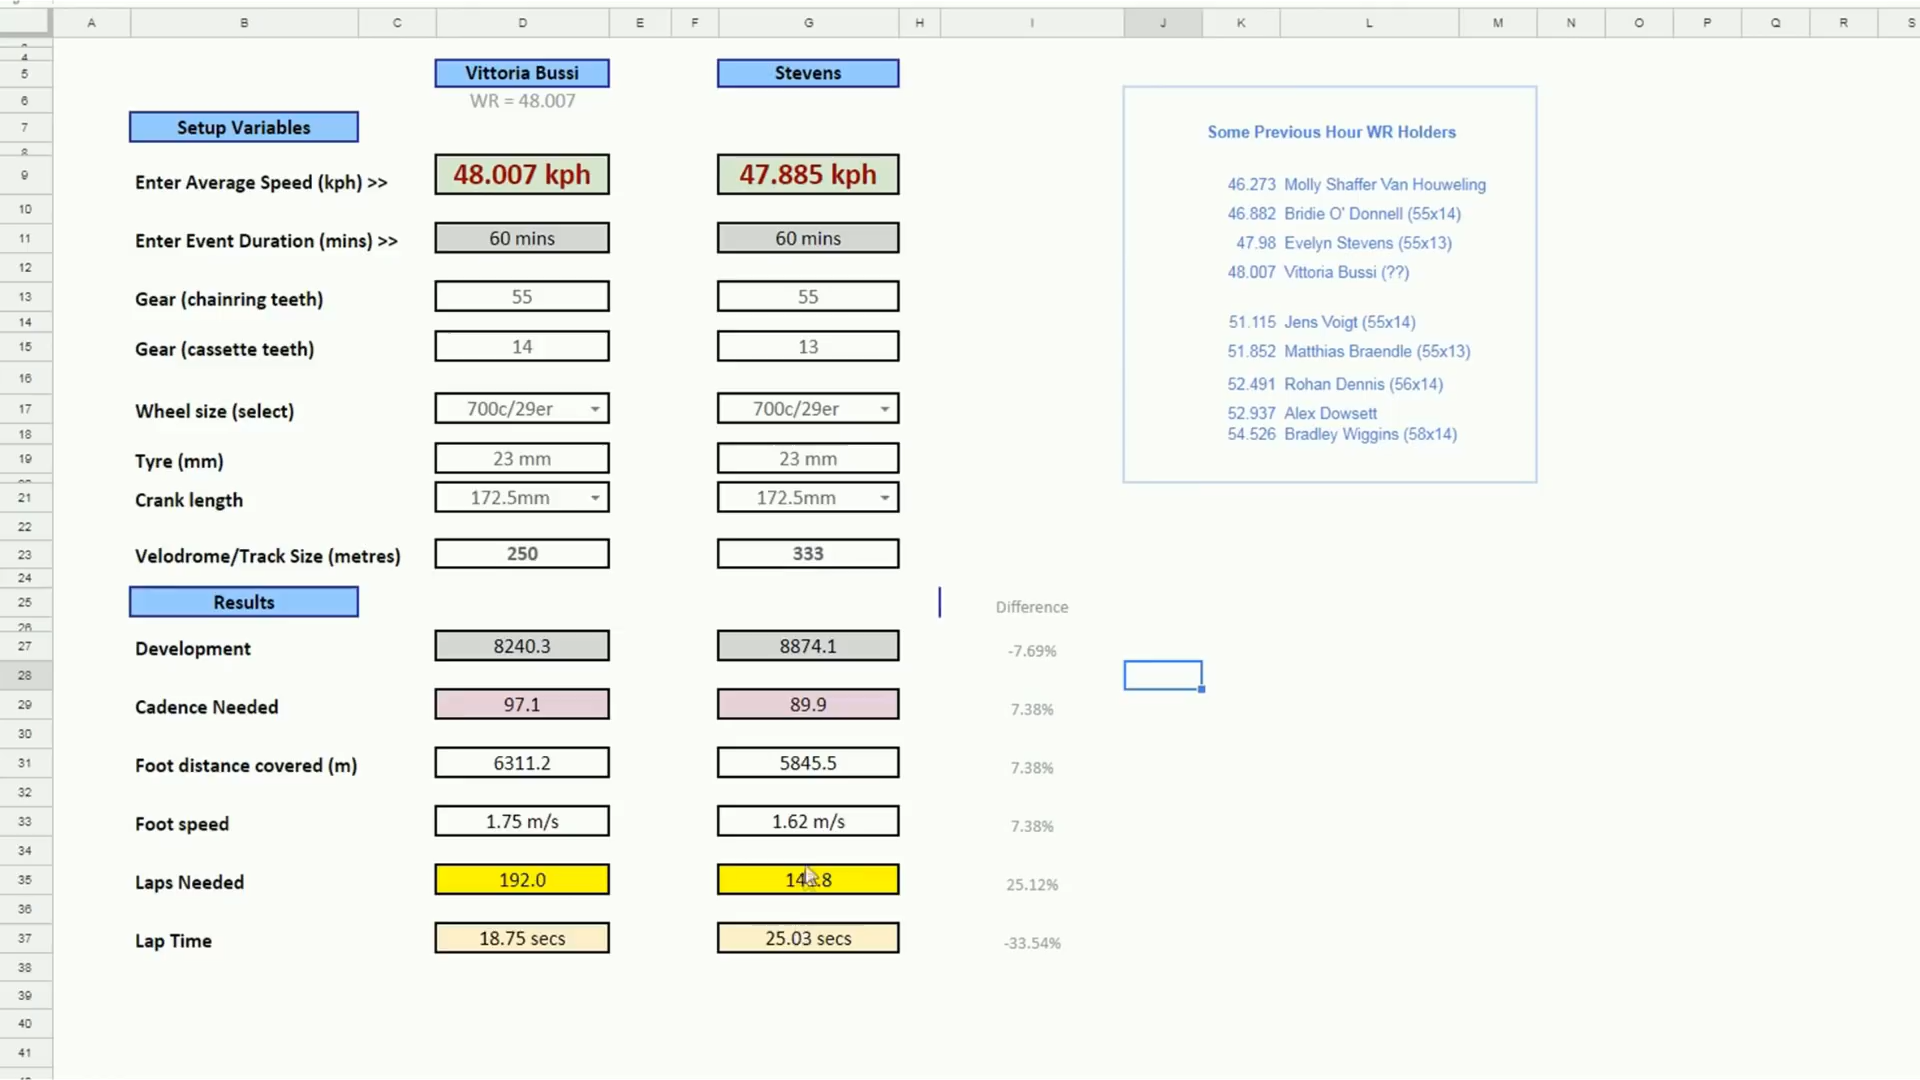 A B C D E F G H I J K L M N O P Q R S
4
5 Vittoria Bussi Stevens
6 WR = 48.007
Some Previous Hour WR Holders
7 Setup Variables
8
9 Enter Average Speed (kph) >> 48.007 kph 47.885 kph
46.273 Molly Shaffer Van Houweling
10
46.882 Bridie O' Donnell (55x14)
11 Enter Event Duration (mins) >> 60 mins 60 mins
47.98 Evelyn Stevens (55x13)
12
48.007 Vittoria Bussi (??)
13 Gear (chainring teeth) 55 55
14
51.115 Jens Voigt (55x14)
15 Gear (cassette teeth) 14 13
51.852 Matthias Braendle (55x13)
16
52.491 Rohan Dennis (56x14)
17 Wheel size (select) 700c/29er 700c/29er
52.937 Alex Dowsett
18
54.526 Bradley Wiggins (58x14)
19 Tyre (mm) 23 mm 23 mm
21 Crank length 172.5mm 172.5mm
22
23 Velodrome/Track Size (metres) 250 333
24
25 Results Difference
26
27 Development 8240.3 8874.1 -7.69%
28
29 Cadence Needed 97.1 89.9 7.38%
30
31 Foot distance covered (m) 6311.2 5845.5 7.38%
32
33 Foot speed 1.75 m/s 1.62 m/s 7.38%
34
35 Laps Needed 192.0 25.12%
36
37 Lap Time 18.75 secs 25.03 secs -33.54%
38
39
40
41